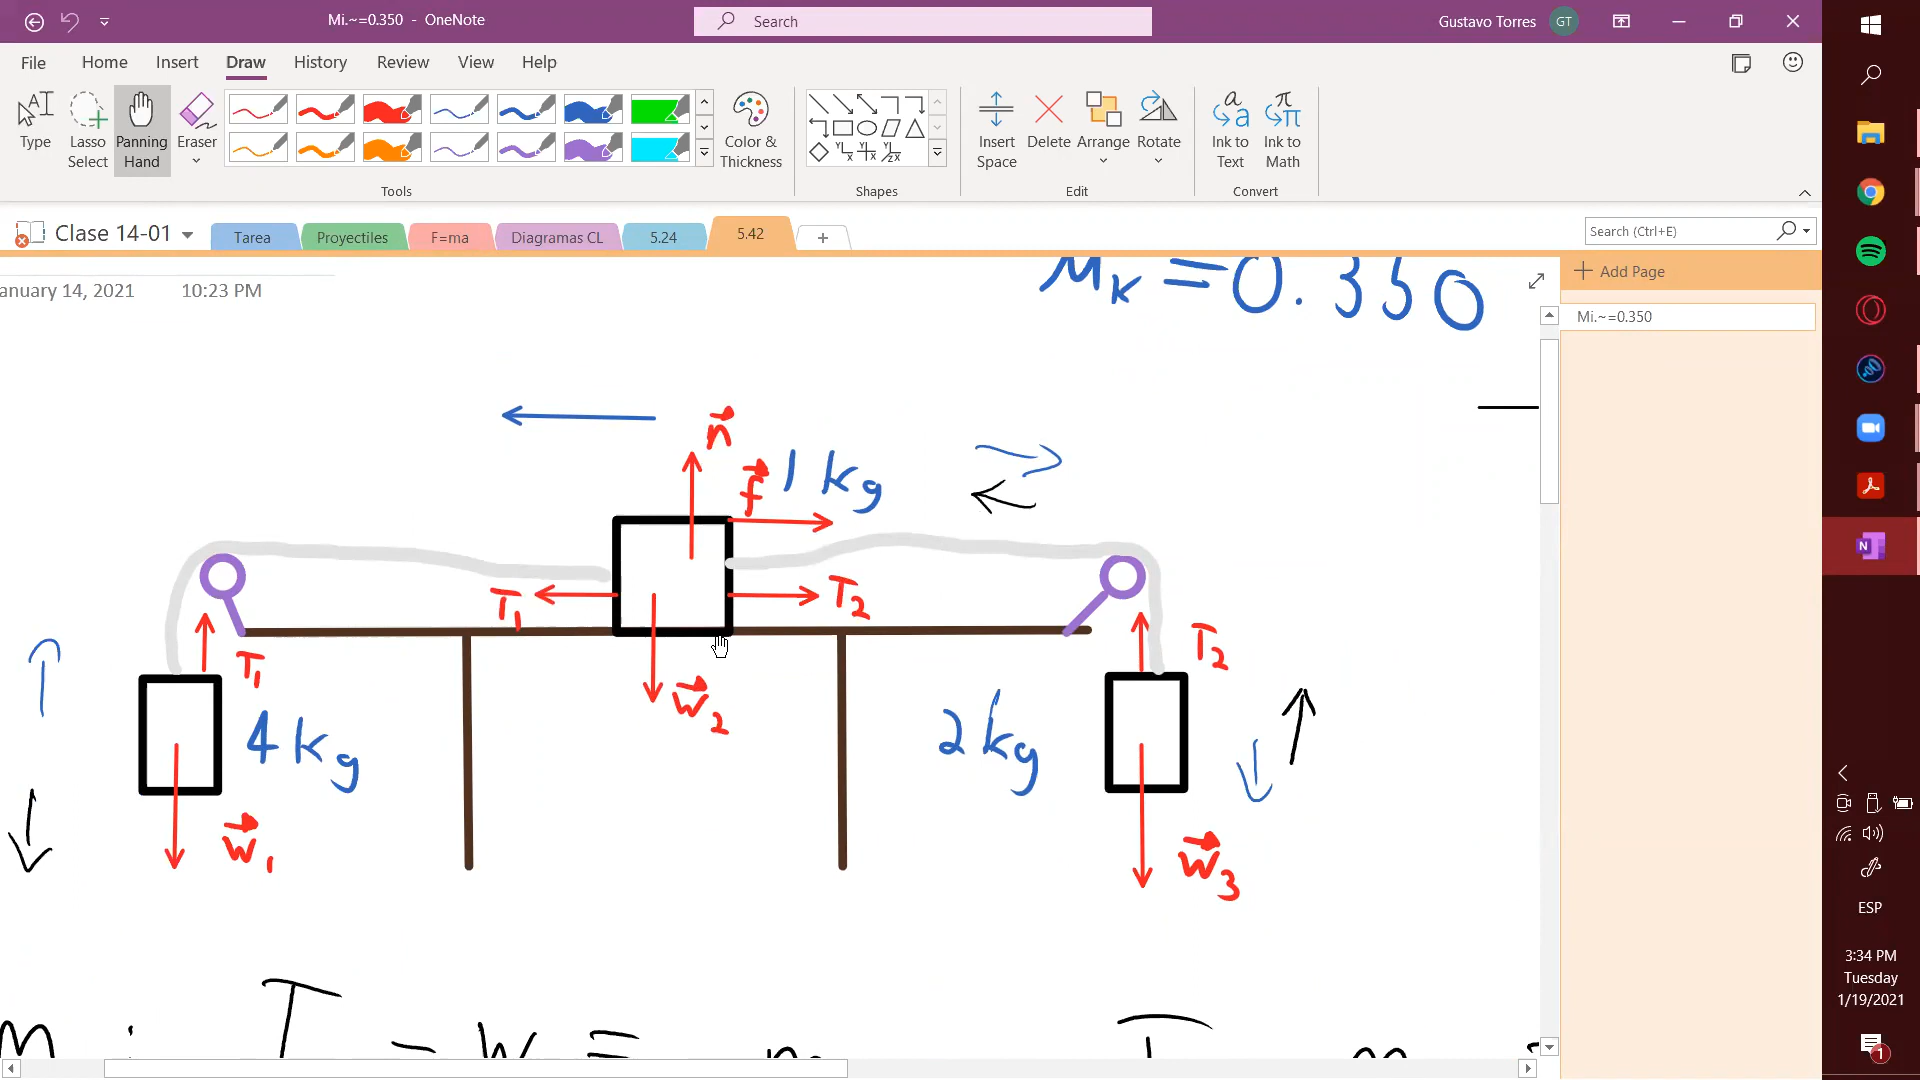 Mi.~=0.350 - OneNote
Search
Gustavo Torres
GT
File
Home
Insert
Draw
History
Review
View
Help
Type
Lasso Select
Panning Hand
Eraser
Color & Thickness
Insert Space
Delete
Arrange
Rotate
Ink to Text
Ink to Math
Tools
Shapes
Edit
Convert
Clase 14-01
Tarea
Proyectiles
F=ma
Diagramas CL
5.24
5.42
Search (Ctrl+E)
Add Page
Mi.~=0.350
anuary 14, 2021
10:23 PM
μk = 0.350
n
f
1 kg
T1
T2
T1
T2
w2
4 kg
2 kg
w1
w3
T - w =
ESP
3:34 PM
Tuesday
1/19/2021
1